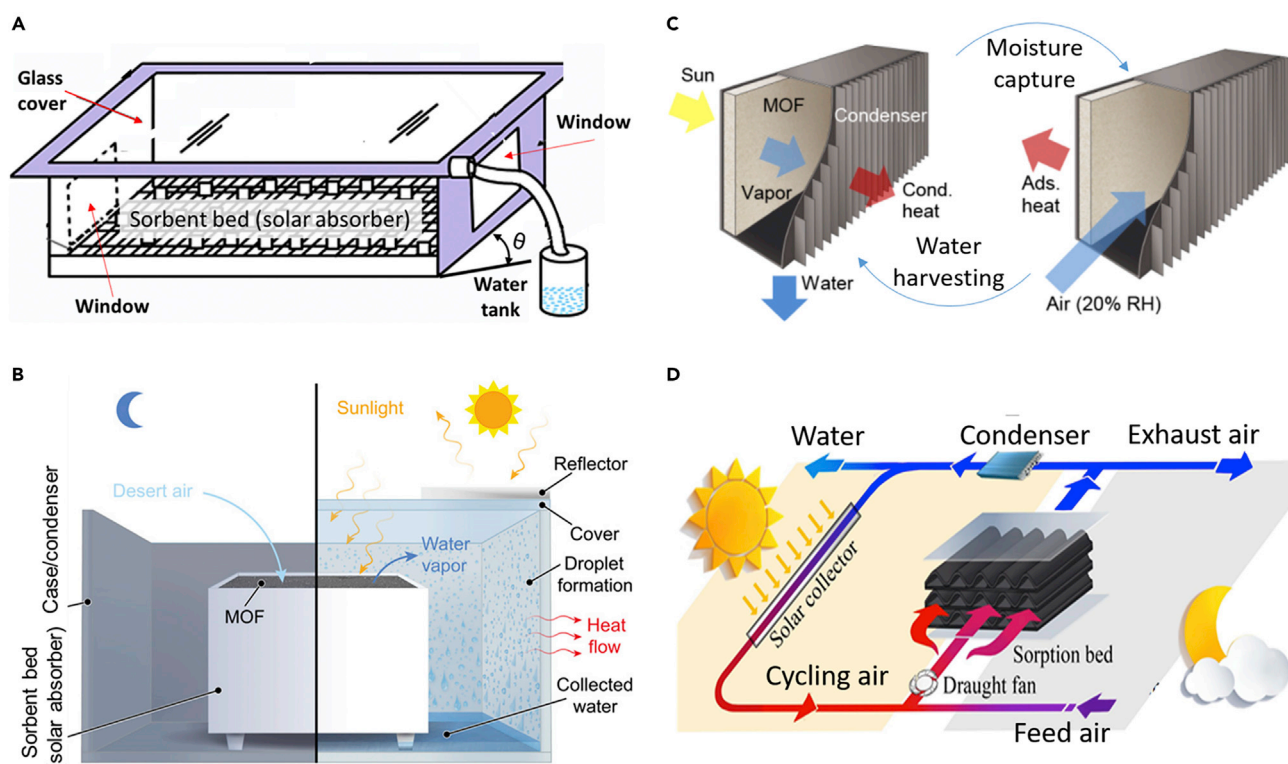 A
Glass
cover
Window
Sorbent bed (solar absorber)
θ
Window
Water
tank
C
Sun
MOF
Condenser
Vapor
Cond.
heat
Water
Moisture
capture
Water
harvesting
Ads.
heat
Air (20% RH)
B
Sunlight
Reflector
Cover
Desert air
Water
vapor
Droplet
formation
MOF
Heat
flow
Collected
water
Case/condenser
Sorbent bed
solar absorber)
D
Water
Condenser
Exhaust air
Solar collector
Sorption bed
Cycling air
Draught fan
Feed air